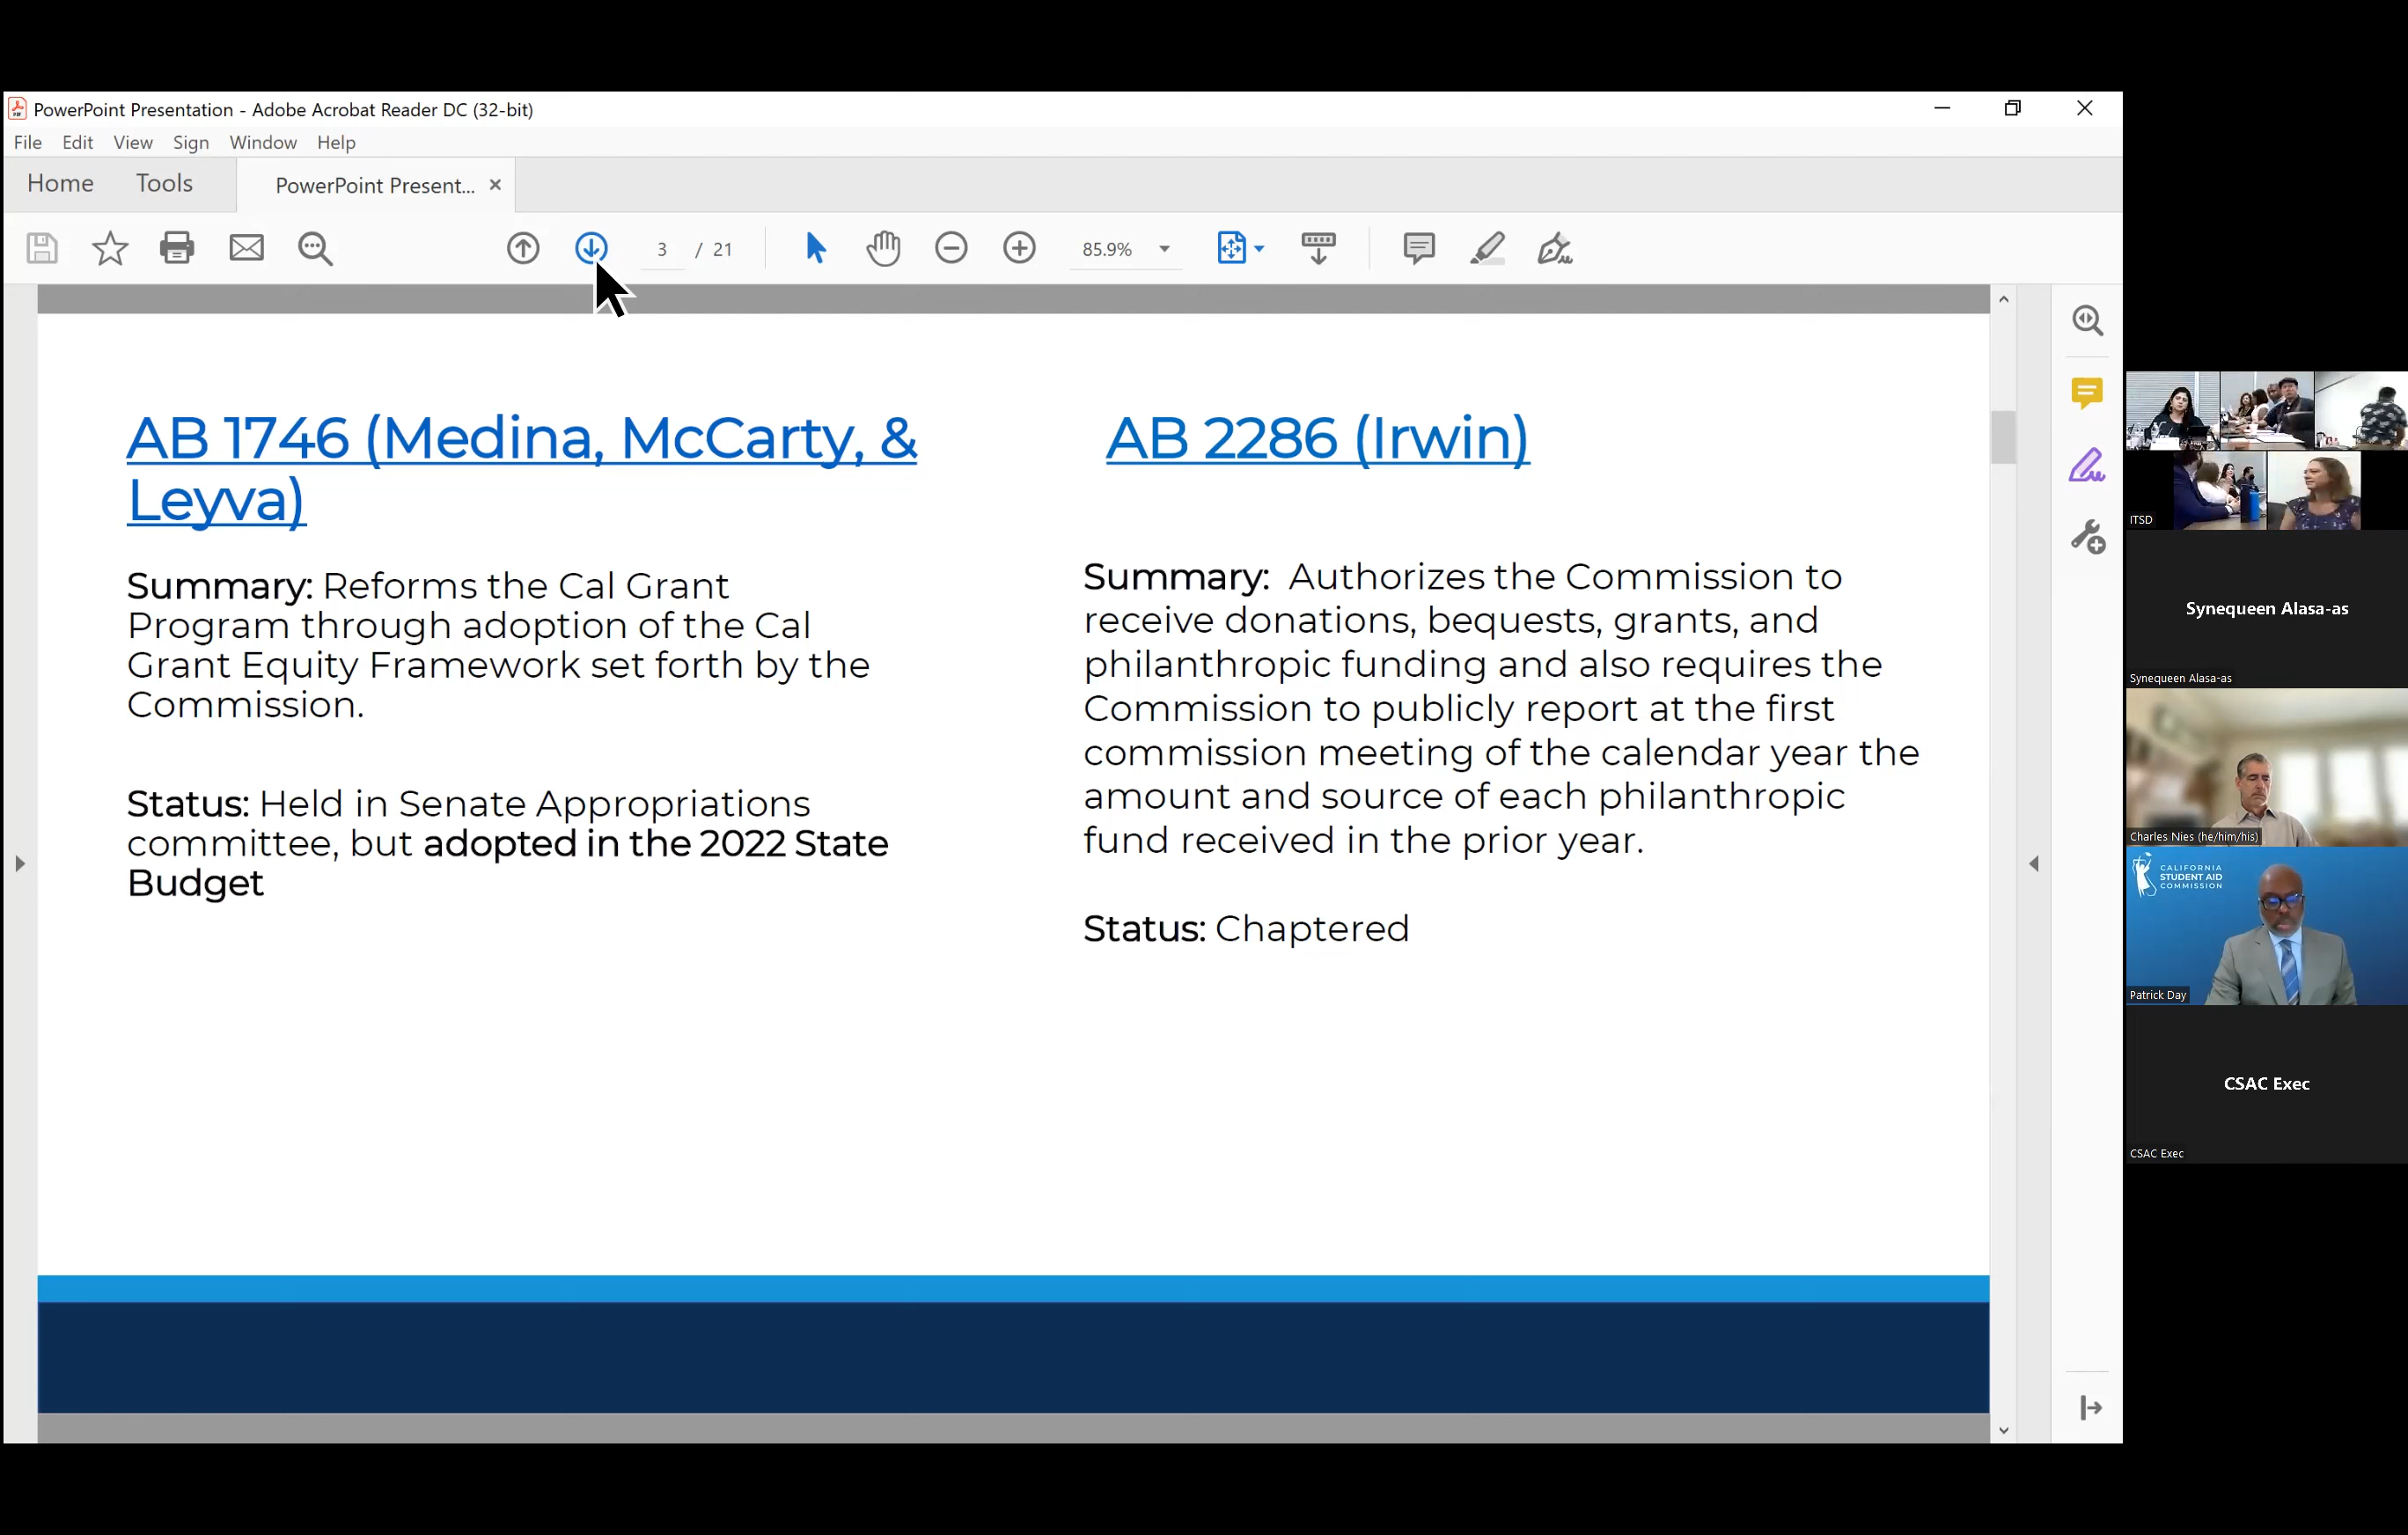 PowerPoint Presentation - Adobe Acrobat Reader DC (32-bit)
File Edit View Sign Window Help
Home Tools PowerPoint Present...
3 / 21 85.9%
AB 1746 (Medina, McCarty, &
Leyva)
Summary: Reforms the Cal Grant
Program through adoption of the Cal
Grant Equity Framework set forth by the
Commission.
Status: Held in Senate Appropriations
committee, but adopted in the 2022 State
Budget
AB 2286 (Irwin)
Summary: Authorizes the Commission to
receive donations, bequests, grants, and
philanthropic funding and also requires the
Commission to publicly report at the first
commission meeting of the calendar year the
amount and source of each philanthropic
fund received in the prior year.
Status: Chaptered
ITSD
Synequeen Alasa-as
Synequeen Alasa-as
Charles Nies (he/him/his)
CALIFORNIA
STUDENT AID
COMMISSION
Patrick Day
CSAC Exec
CSAC Exec